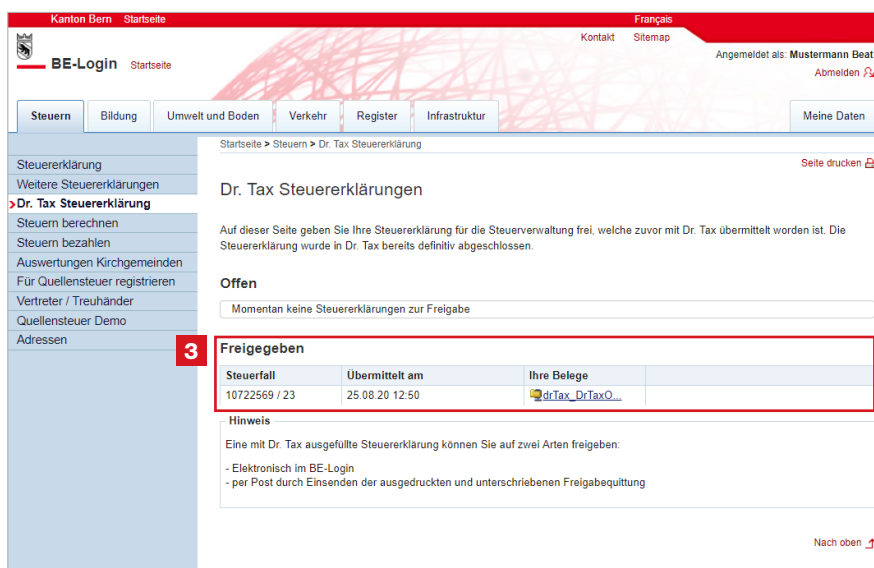 Kanton Bern Startseite Français
Kontakt Sitemap
BE-Login Startseite
Angemeldet als: Mustermann Beat
Abmelden
Steuern Bildung Umwelt und Boden Verkehr Register Infrastruktur Meine Daten
Startseite > Steuern > Dr. Tax Steuererklärung
Seite drucken
Steuererklärung
Weitere Steuererklärungen
Dr. Tax Steuererklärung
Steuern berechnen
Steuern bezahlen
Auswertungen Kirchgemeinden
Für Quellensteuer registrieren
Vertreter / Treuhänder
Quellensteuer Demo
Adressen
Dr. Tax Steuererklärungen
Auf dieser Seite geben Sie Ihre Steuererklärung für die Steuerverwaltung frei, welche zuvor mit Dr. Tax übermittelt worden ist. Die
Steuererklärung wurde in Dr. Tax bereits definitiv abgeschlossen.
Offen
Momentan keine Steuererklärungen zur Freigabe
3
Freigegeben
Steuerfall Übermittelt am Ihre Belege
10722569 / 23 25.08.20 12:50 drTax_DrTaxO...
Hinweis
Eine mit Dr. Tax ausgefüllte Steuererklärung können Sie auf zwei Arten freigeben:
- Elektronisch im BE-Login
- per Post durch Einsenden der ausgedruckten und unterschriebenen Freigabequittung
Nach oben